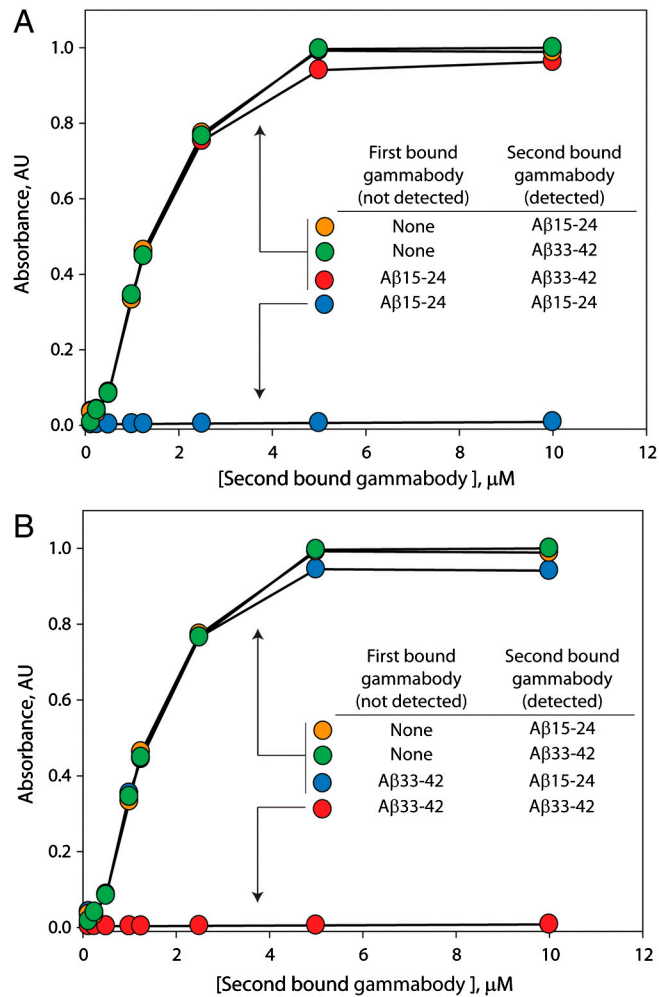 A
1.0
0.8
0.6
0.4
0.2
0.0
Absorbance, AU
First bound Second bound
gammabody gammabody
(not detected) (detected)
None Aβ15-24
None Aβ33-42
Aβ15-24 Aβ33-42
Aβ15-24 Aβ15-24
0 2 4 6 8 10 12
[Second bound gammabody ], μM
B
1.0
0.8
0.6
0.4
0.2
0.0
Absorbance, AU
First bound Second bound
gammabody gammabody
(not detected) (detected)
None Aβ15-24
None Aβ33-42
Aβ33-42 Aβ15-24
Aβ33-42 Aβ33-42
0 2 4 6 8 10 12
[Second bound gammabody ], μM